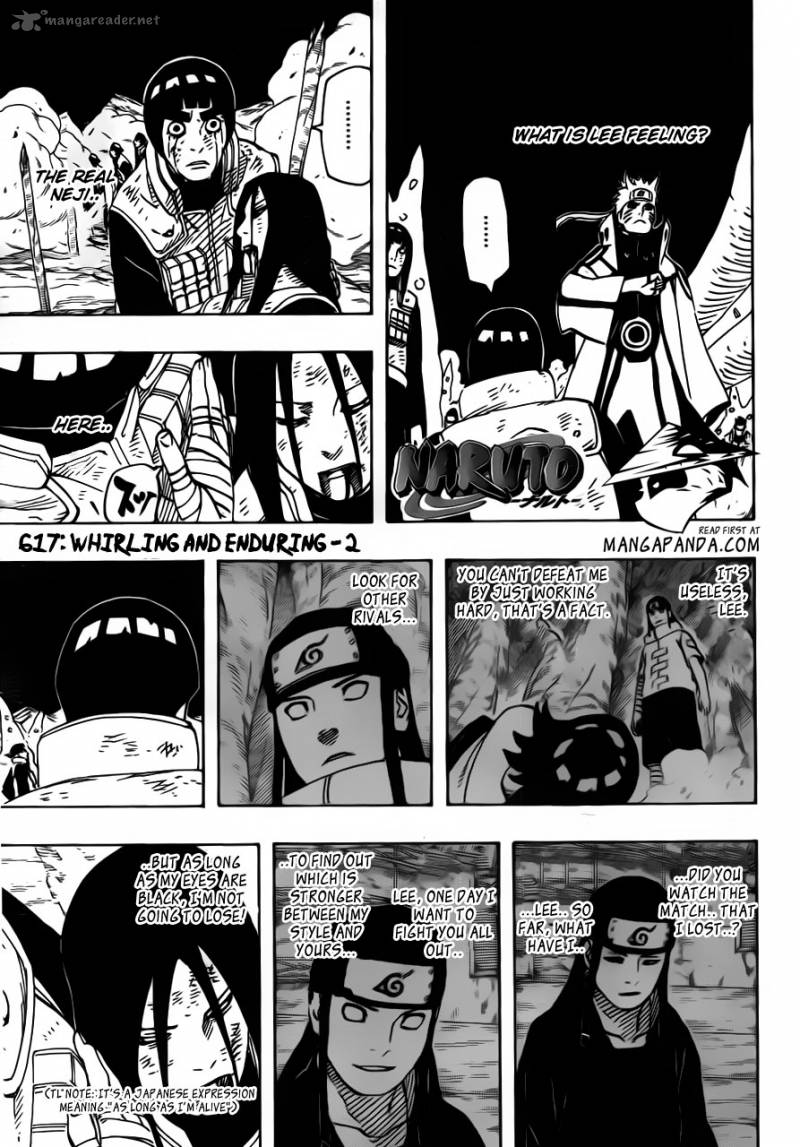 mangareader.net
WHAT IS LEE FEELING?
.........
.........
THE REAL
NEJI..
HERE..
NARUTO
ーナルト－
READ FIRST AT
MANGAPANDA.COM
617: WHIRLING AND ENDURING - 2
IT'S
USELESS,
LEE.
YOU CAN'T DEFEAT ME
BY JUST WORKING
HARD, THAT'S A FACT.
LOOK FOR
OTHER
RIVALS...
...DID YOU
WATCH THE
MATCH.. THAT
I LOST..?
..LEE.. SO
FAR, WHAT
HAVE I..
LEE, ONE DAY I
WANT TO
FIGHT YOU ALL
OUT..
..TO FIND OUT
WHICH IS
STRONGER
BETWEEN MY
STYLE AND
YOURS...
..BUT AS LONG
AS MY EYES ARE
BLACK, I'M NOT
GOING TO LOSE!
(TL NOTE: IT'S A JAPANESE EXPRESSION
MEANING "AS LONG AS I'M ALIVE")